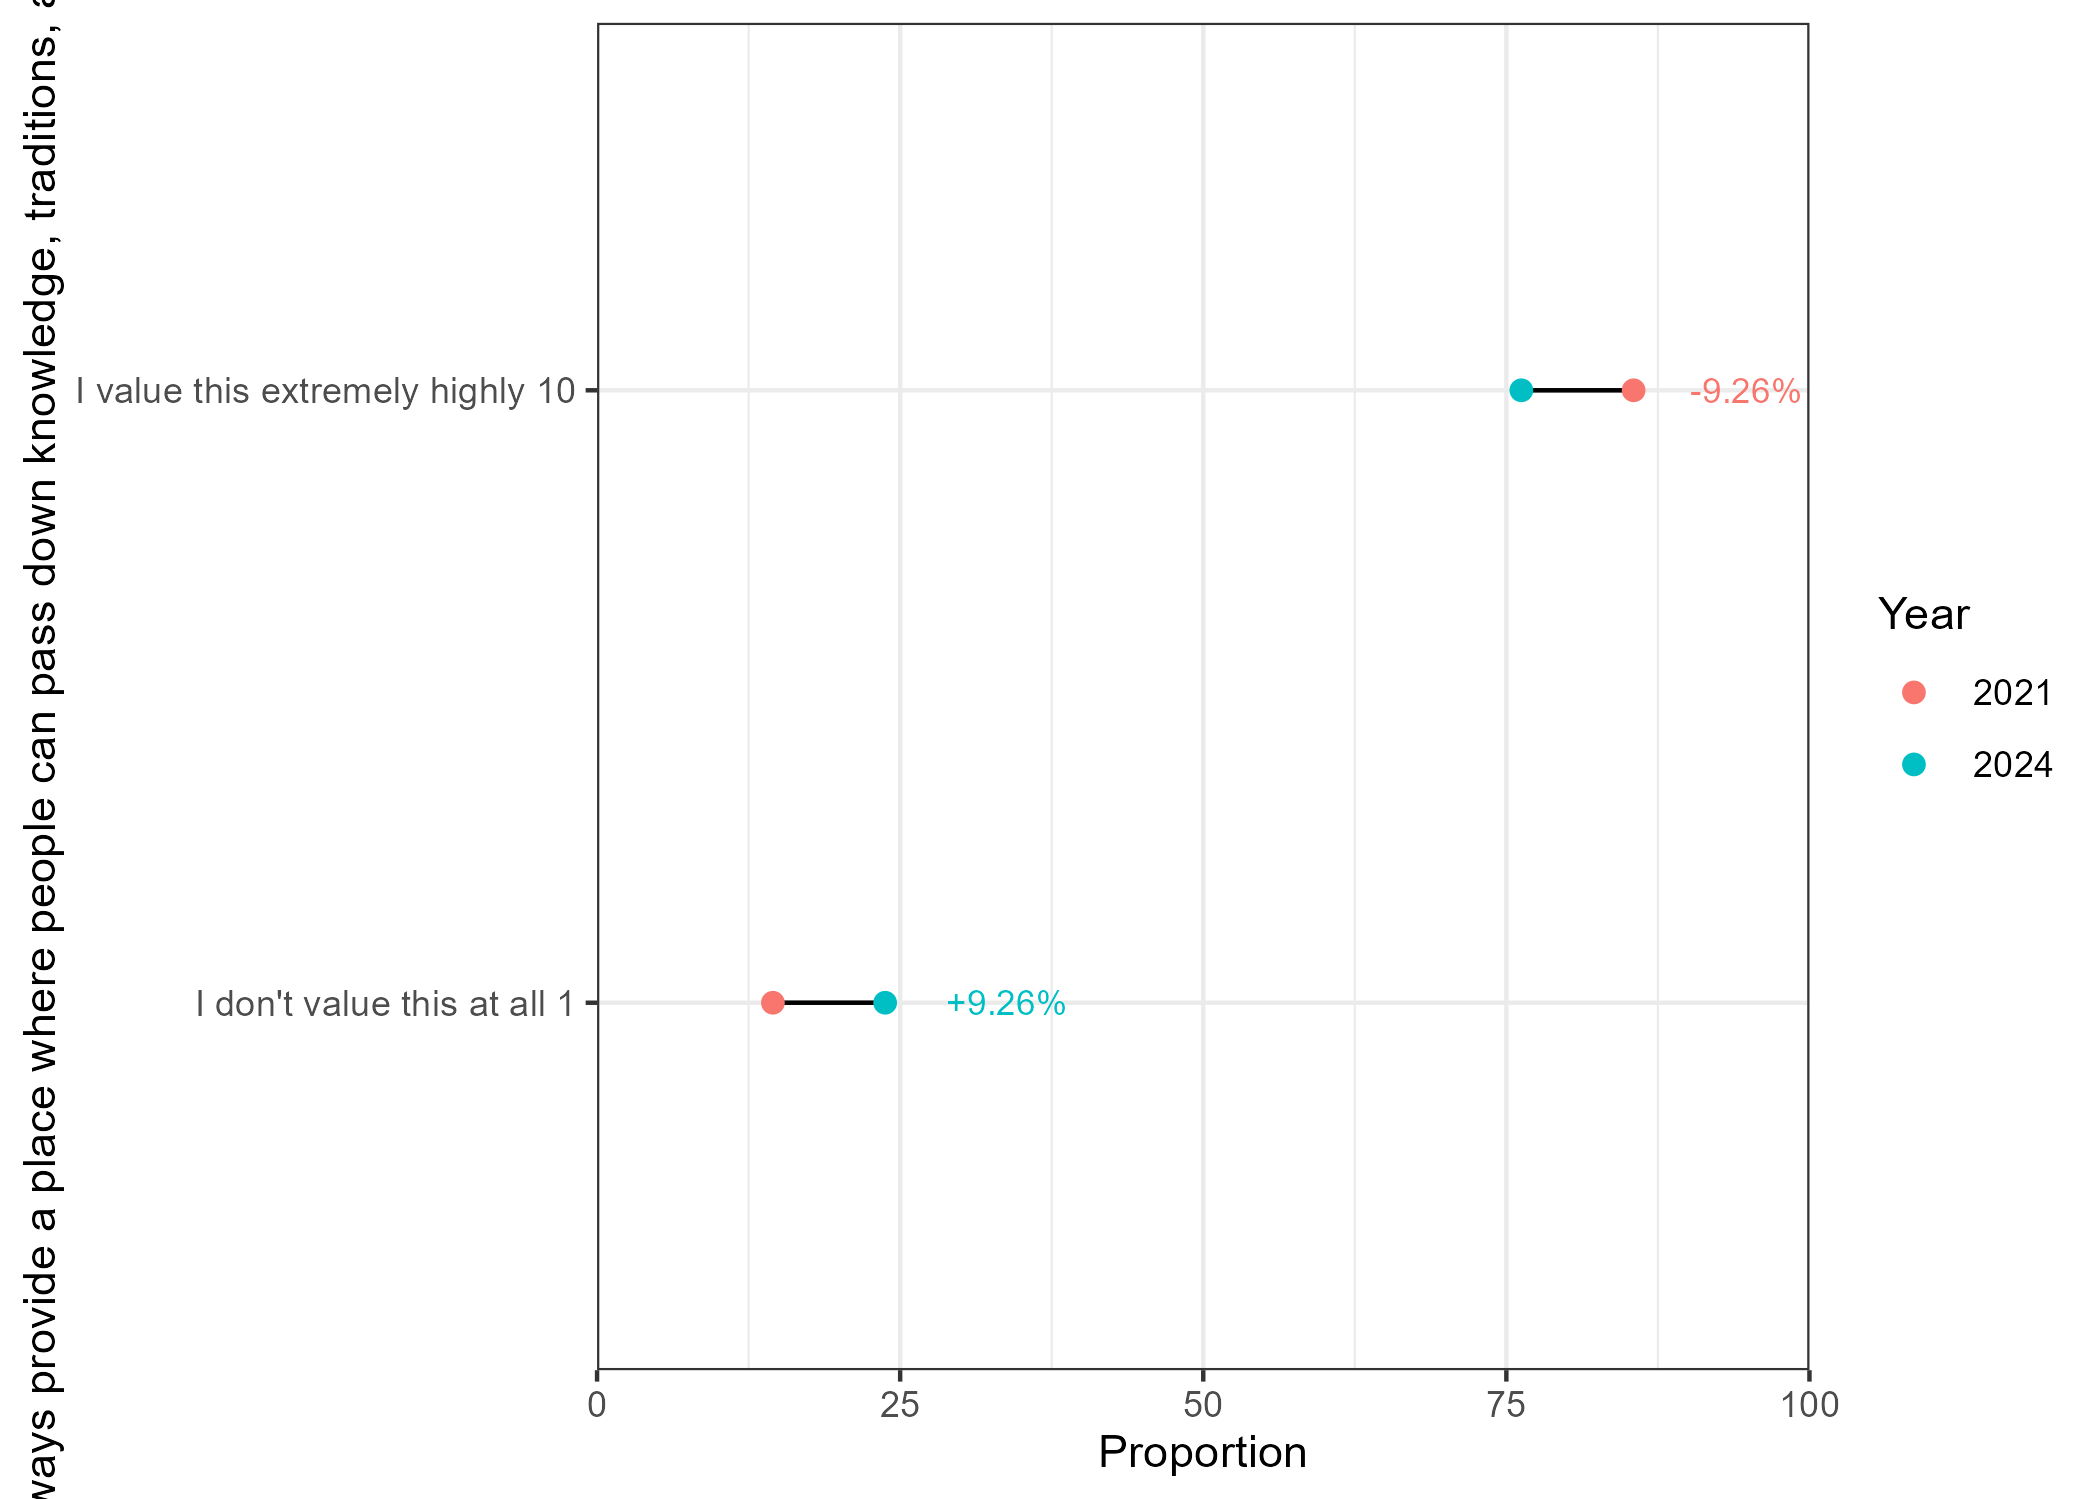 ways provide a place where people can pass down knowledge, traditions,
I value this extremely highly 10
-9.26%
I don't value this at all 1
+9.26%
0 25 50 75 100
Proportion
Year
2021
2024